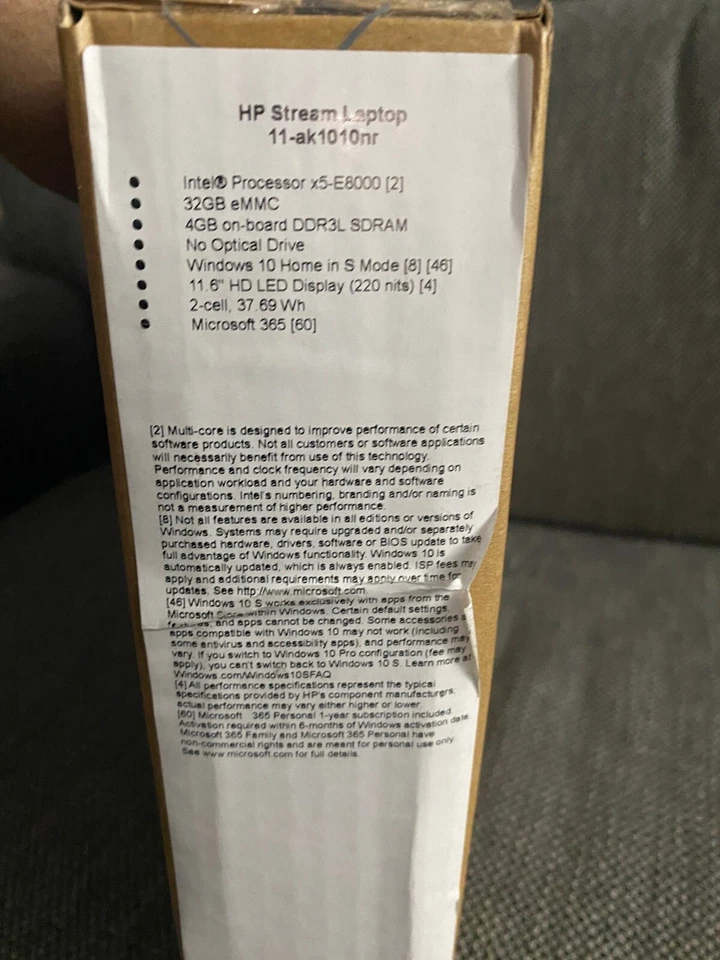 HP Stream Laptop
11-ak1010nr
• Intel® Processor x5-E8000 [2]
• 32GB eMMC
• 4GB on-board DDR3L SDRAM
• No Optical Drive
• Windows 10 Home in S Mode [8] [46]
• 11.6" HD LED Display (220 nits) [4]
• 2-cell, 37.69 Wh
• Microsoft 365 [60]
[2] Multi-core is designed to improve performance of certain
software products. Not all customers or software applications
will necessarily benefit from use of this technology.
Performance and clock frequency will vary depending on
application workload and your hardware and software
configurations. Intel's numbering, branding and/or naming is
not a measurement of higher performance.
[8] Not all features are available in all editions or versions of
Windows. Systems may require upgraded and/or separately
purchased hardware, drivers, software or BIOS update to take
full advantage of Windows functionality. Windows 10 is
automatically updated, which is always enabled. ISP fees may
apply and additional requirements may apply over time for
updates. See http://www.microsoft.com.
[46] Windows 10 S works exclusively with apps from the
Microsoft Store within Windows. Certain default settings,
features, and apps cannot be changed. Some accessories a
apps compatible with Windows 10 may not work (including
some antivirus and accessibility apps), and performance may
vary. If you switch to Windows 10 Pro configuration (fee may
apply), you can't switch back to Windows 10 S. Learn more at
Windows.com/Windows10SFAQ
[4] All performance specifications represent the typical
specifications provided by HP's component manufacturers;
actual performance may vary either higher or lower.
[60] Microsoft 365 Personal 1-year subscription included.
Activation required within 6-months of Windows activation date.
Microsoft 365 Family and Microsoft 365 Personal have
non-commercial rights and are meant for personal use only.
See www.microsoft.com for full details.